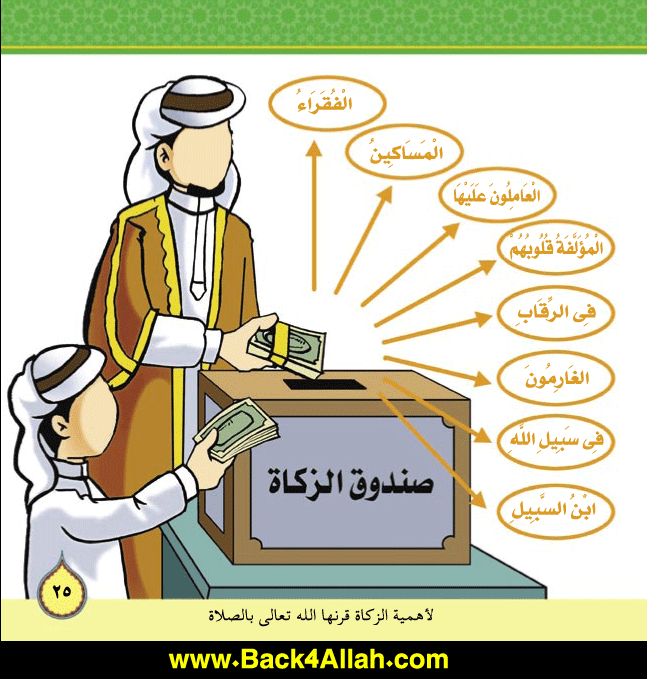 الْفُقَرَاءُ
الْمَسَاكِينُ
الْعَامِلُونَ عَلَيْهَا
الْمُؤَلَّفَةُ قُلُوبُهُمْ
فِى الرِّقَابِ
الغَارِمُونَ
فِى سَبِيلِ اللَّهِ
ابْنُ السَّبِيلِ
صندوق الزكاة
٢٥
لأهمية الزكاة قرنها الله تعالى بالصلاة
www.Back4Allah.com